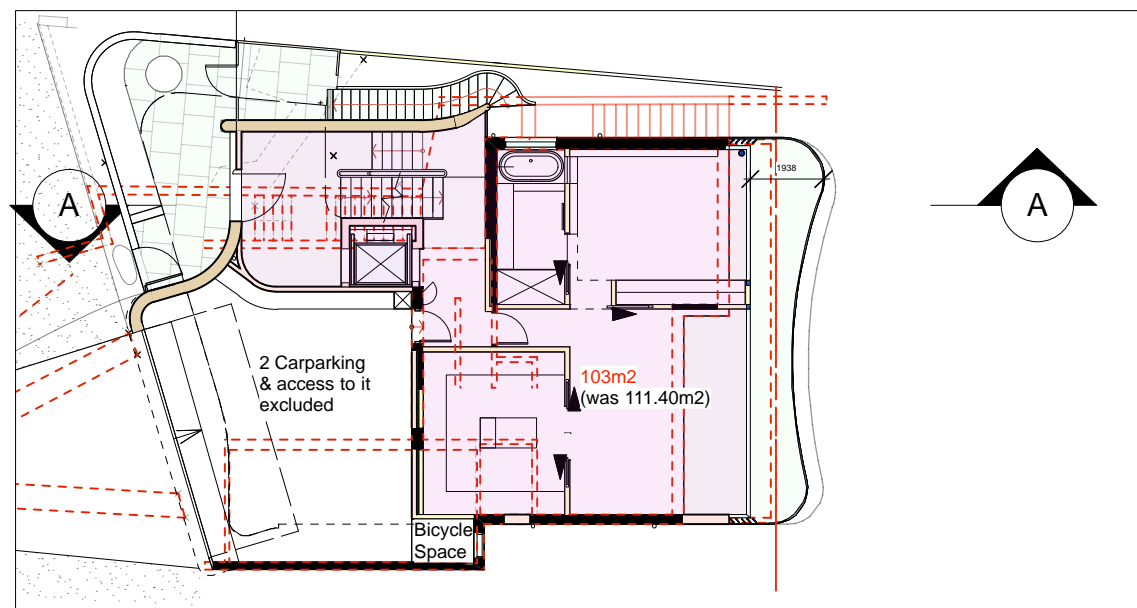 1938
A
A
2 Carparking
& access to it
excluded
103m2
(was 111.40m2)
Bicycle
Space